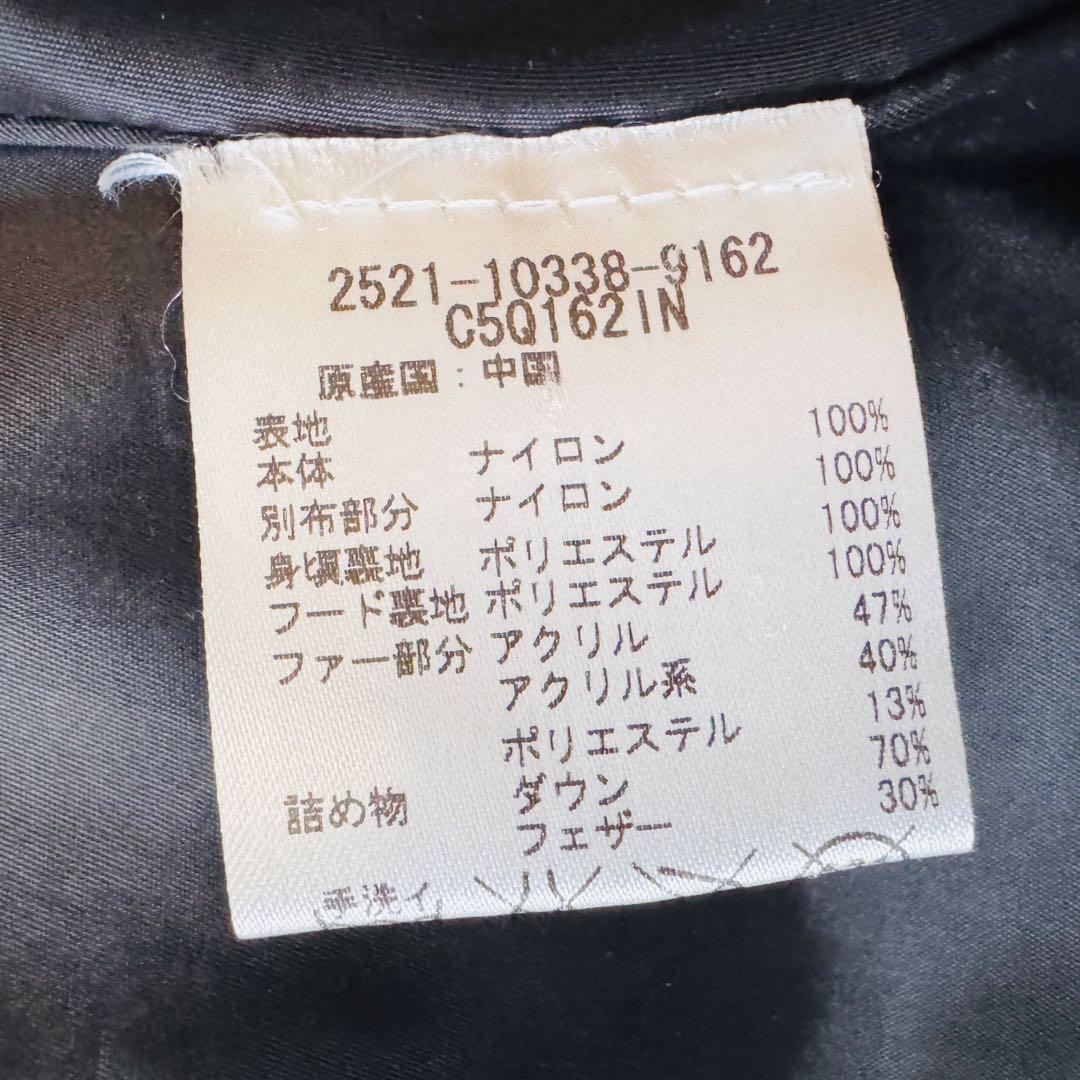 2521-10338-9162
C5Q162IN
原産国：中国
表地
本体 ナイロン 100%
別布部分 ナイロン 100%
身頃裏地 ポリエステル 100%
フード裏地 ポリエステル 100%
ファー部分 アクリル 47%
アクリル系 40%
ポリエステル 13%
詰め物 ダウン 70%
フェザー 30%
手洗イ